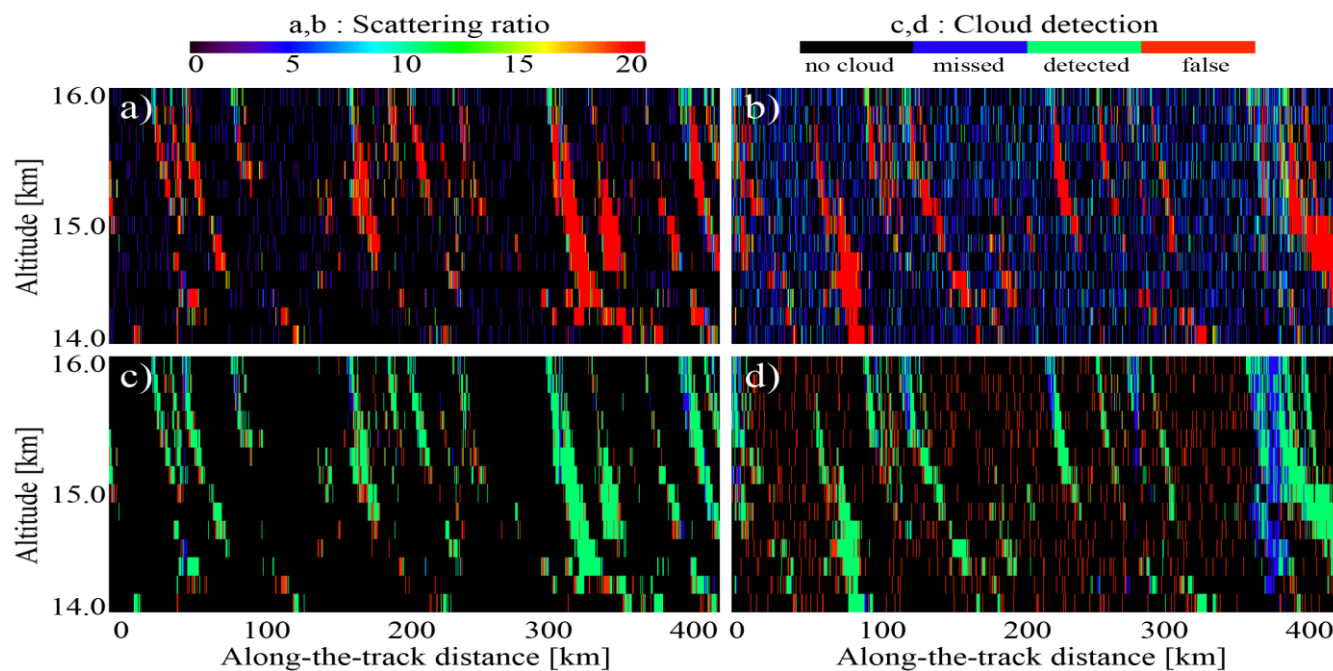 a,b : Scattering ratio
c,d : Cloud detection
0 5 10 15 20
no cloud missed detected false
16.0
15.0
14.0
Altitude [km]
a)
b)
16.0
15.0
14.0
Altitude [km]
c)
d)
0 100 200 300 400
0 100 200 300 400
Along-the-track distance [km]
Along-the-track distance [km]